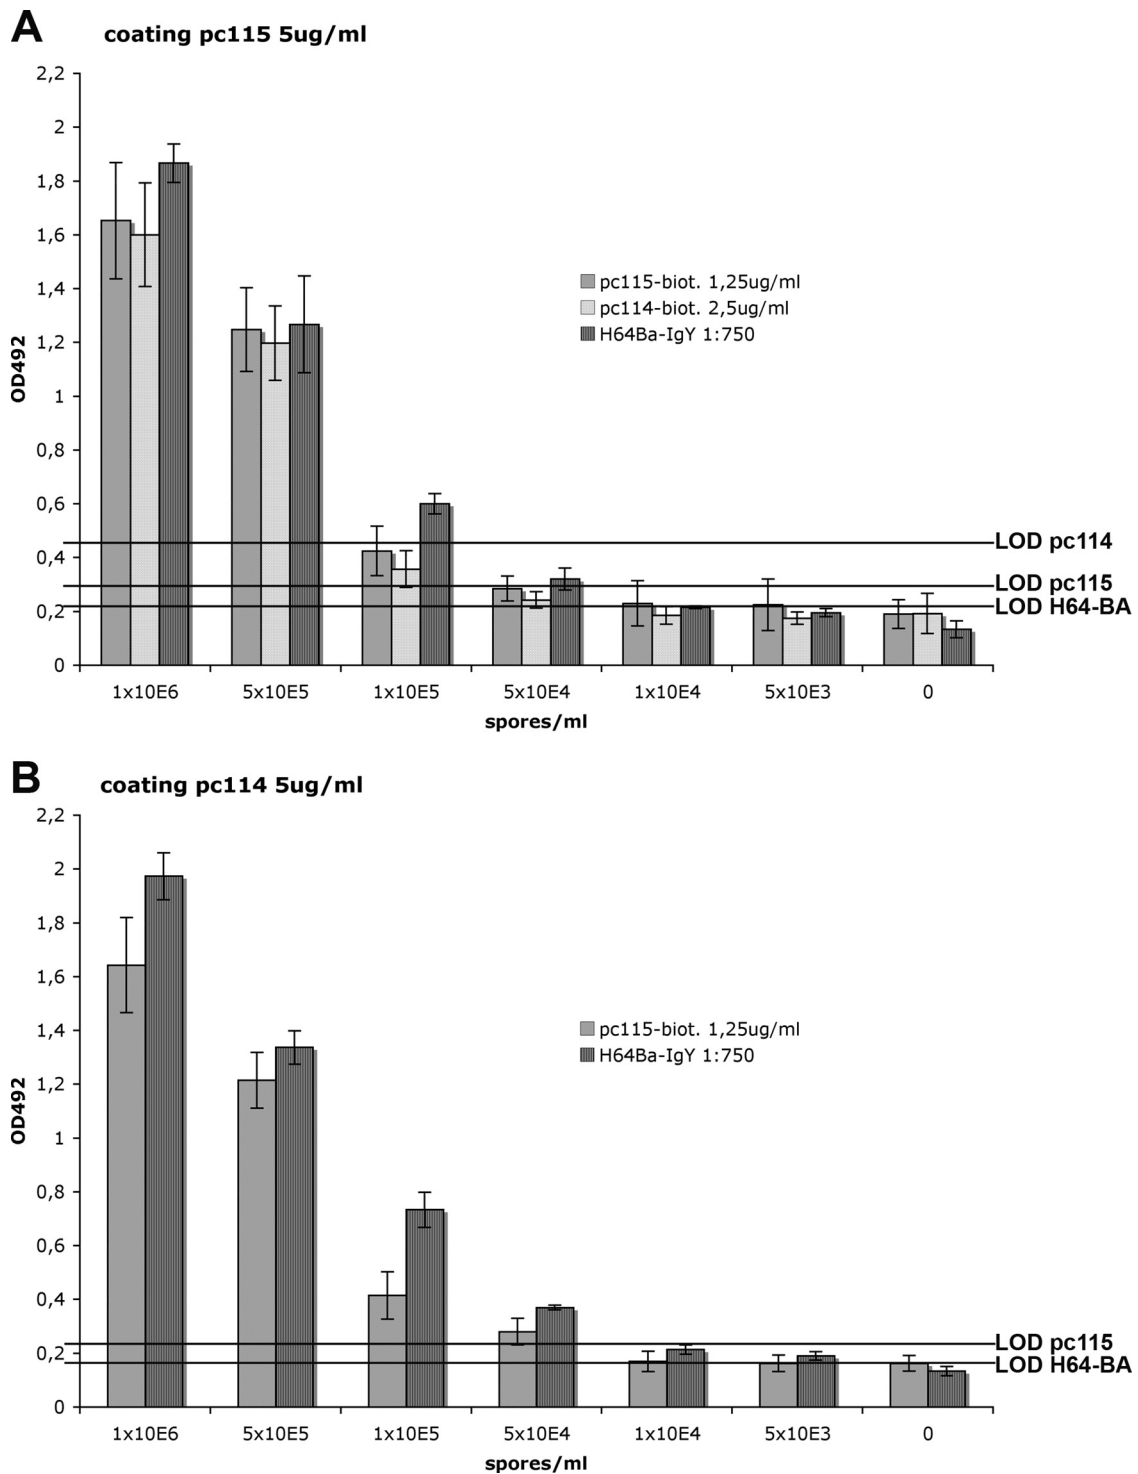 A
coating pc115 5ug/ml
2,2
2
1,8
1,6
1,4
1,2
1
0,8
0,6
0,4
0,2
0
OD492
pc115-biot. 1,25ug/ml
pc114-biot. 2,5ug/ml
H64Ba-IgY 1:750
LOD pc114
LOD pc115
LOD H64-BA
1x10E6 5x10E5 1x10E5 5x10E4 1x10E4 5x10E3 0
spores/ml
B
coating pc114 5ug/ml
2,2
2
1,8
1,6
1,4
1,2
1
0,8
0,6
0,4
0,2
0
OD492
pc115-biot. 1,25ug/ml
H64Ba-IgY 1:750
LOD pc115
LOD H64-BA
1x10E6 5x10E5 1x10E5 5x10E4 1x10E4 5x10E3 0
spores/ml